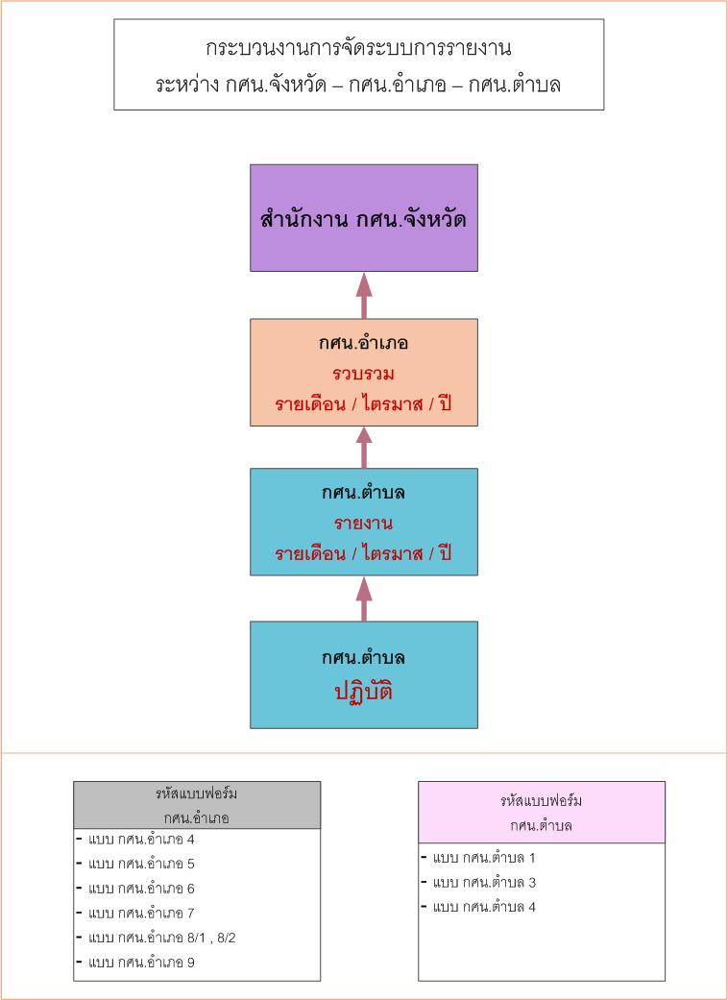 กระบวนงานการจัดระบบการรายงาน
ระหว่าง กศน.จังหวัด – กศน.อำเภอ – กศน.ตำบล
สำนักงาน กศน.จังหวัด
กศน.อำเภอ
รวบรวม
รายเดือน / ไตรมาส / ปี
กศน.ตำบล
รายงาน
รายเดือน / ไตรมาส / ปี
กศน.ตำบล
ปฏิบัติ
รหัสแบบฟอร์ม
กศน.อำเภอ
- แบบ กศน.อำเภอ 4
- แบบ กศน.อำเภอ 5
- แบบ กศน.อำเภอ 6
- แบบ กศน.อำเภอ 7
- แบบ กศน.อำเภอ 8/1 , 8/2
- แบบ กศน.อำเภอ 9
รหัสแบบฟอร์ม
กศน.ตำบล
- แบบ กศน.ตำบล 1
- แบบ กศน.ตำบล 3
- แบบ กศน.ตำบล 4